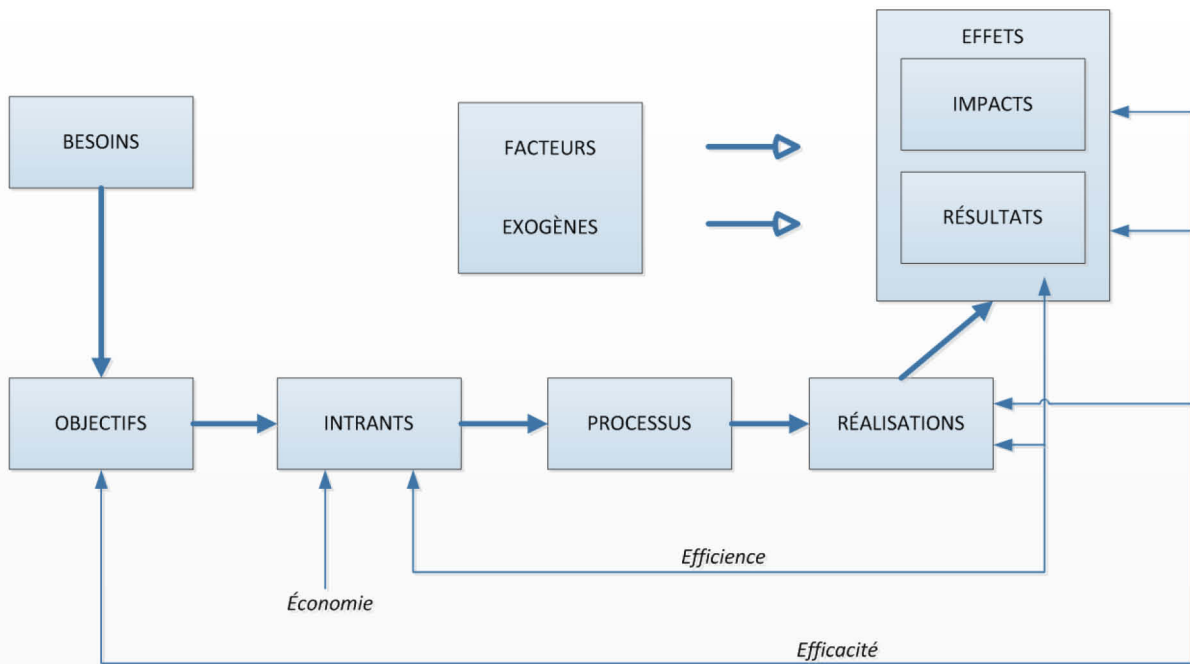 EFFETS
IMPACTS
BESOINS
FACTEURS
EXOGÈNES
RÉSULTATS
OBJECTIFS
INTRANTS
PROCESSUS
RÉALISATIONS
Efficience
Économie
Efficacité